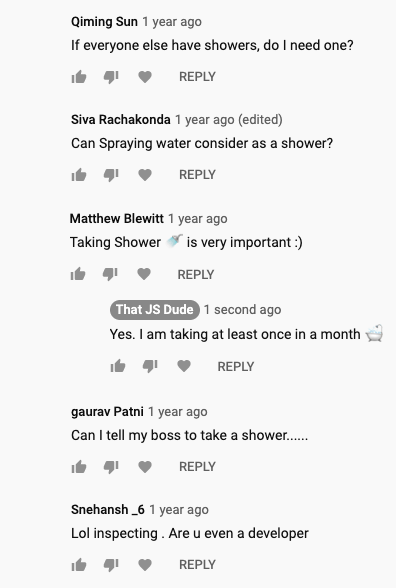 Qiming Sun 1 year ago
If everyone else have showers, do I need one?
REPLY
Siva Rachakonda 1 year ago (edited)
Can Spraying water consider as a shower?
REPLY
Matthew Blewitt 1 year ago
Taking Shower 🚿 is very important :)
REPLY
That JS Dude 1 second ago
Yes. I am taking at least once in a month 🛁
REPLY
gaurav Patni 1 year ago
Can I tell my boss to take a shower......
REPLY
Snehansh _6 1 year ago
Lol inspecting . Are u even a developer
REPLY